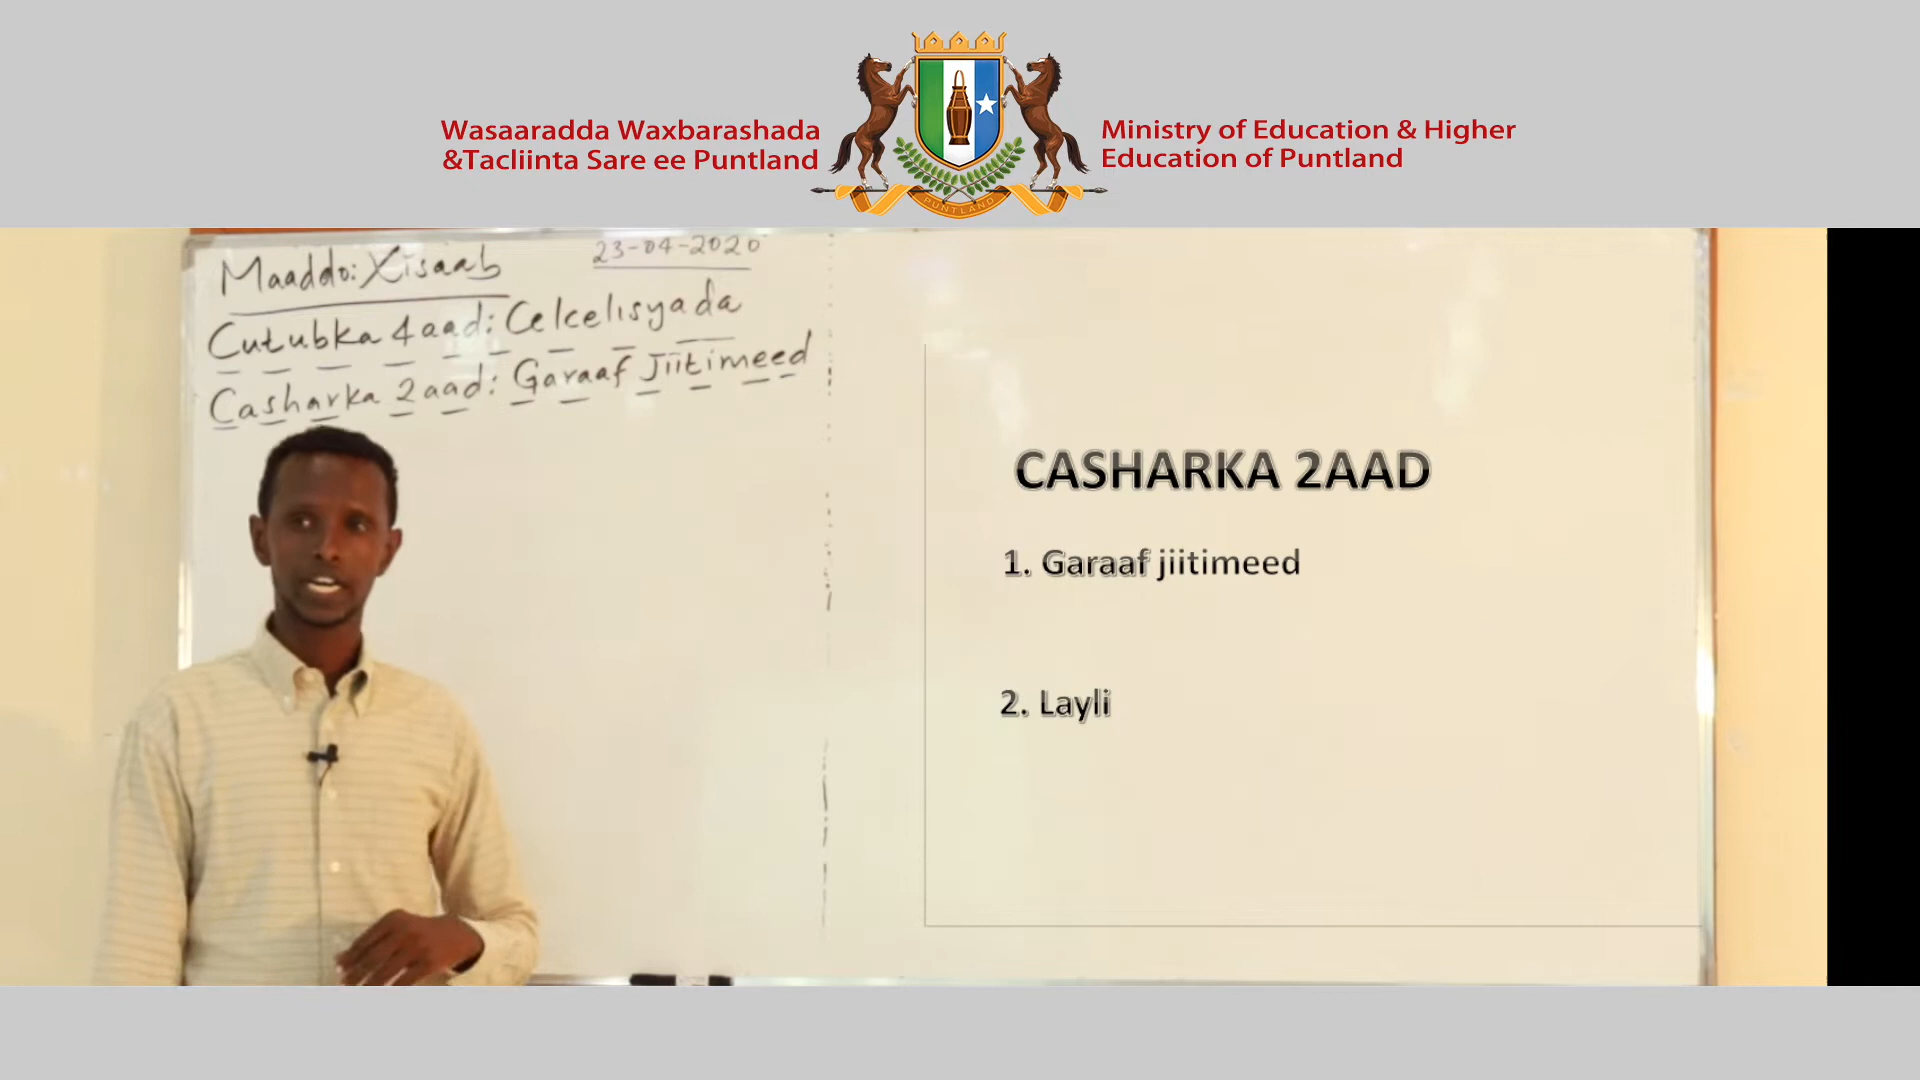 Wasaaradda Waxbarashada
&Tacliinta Sare ee Puntland
Ministry of Education & Higher
Education of Puntland
PUNTLAND
Maaddo: Xisaab
23-04-2020
Cutubka 4aad: Celcelisyada
Casharka 2aad: Garaaf Jiitimeed
CASHARKA 2AAD
1. Garaaf jiitimeed
2. Layli